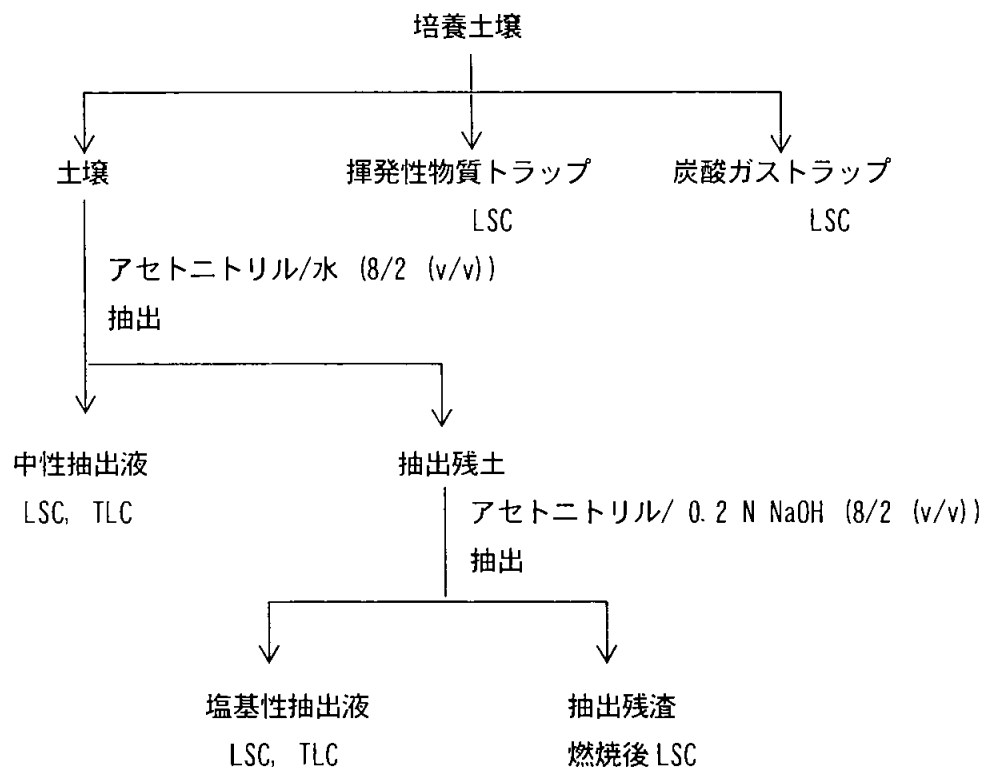 培養土壌
土壌
揮発性物質トラップ
炭酸ガストラップ
LSC
LSC
アセトニトリル/水 (8/2 (v/v))
抽出
中性抽出液
抽出残土
LSC, TLC
アセトニトリル/ 0.2 N NaOH (8/2 (v/v))
抽出
塩基性抽出液
抽出残渣
LSC, TLC
燃焼後LSC